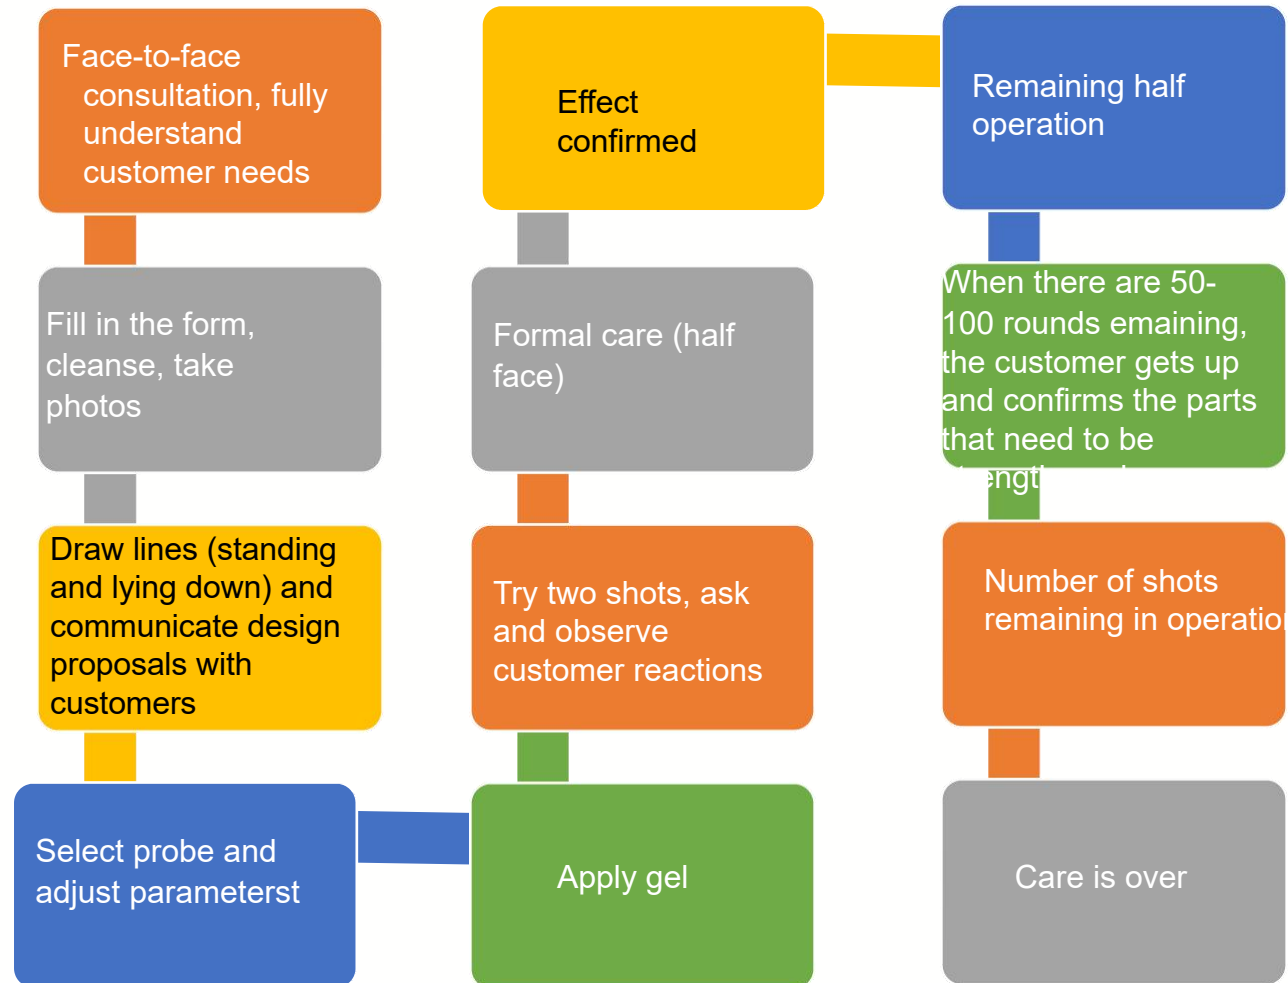 Face-to-face
consultation, fully
understand
customer needs
Fill in the form,
cleanse, take
photos
Draw lines (standing
and lying down) and
communicate design
proposals with
customers
Select probe and
adjust parameterst
Apply gel
Try two shots, ask
and observe
customer reactions
Formal care (half
face)
Effect
confirmed
Remaining half
operation
When there are 50-
100 rounds emaining,
the customer gets up
and confirms the parts
that need to be
Number of shots
remaining in operation
Care is over